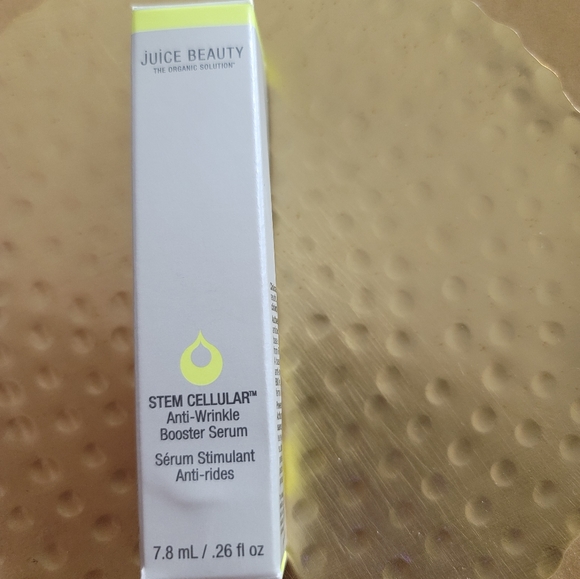 JUICE BEAUTY
THE ORGANIC SOLUTION®
STEM CELLULAR™
Anti-Wrinkle
Booster Serum
Sérum Stimulant
Anti-rides
7.8 mL / .26 fl oz